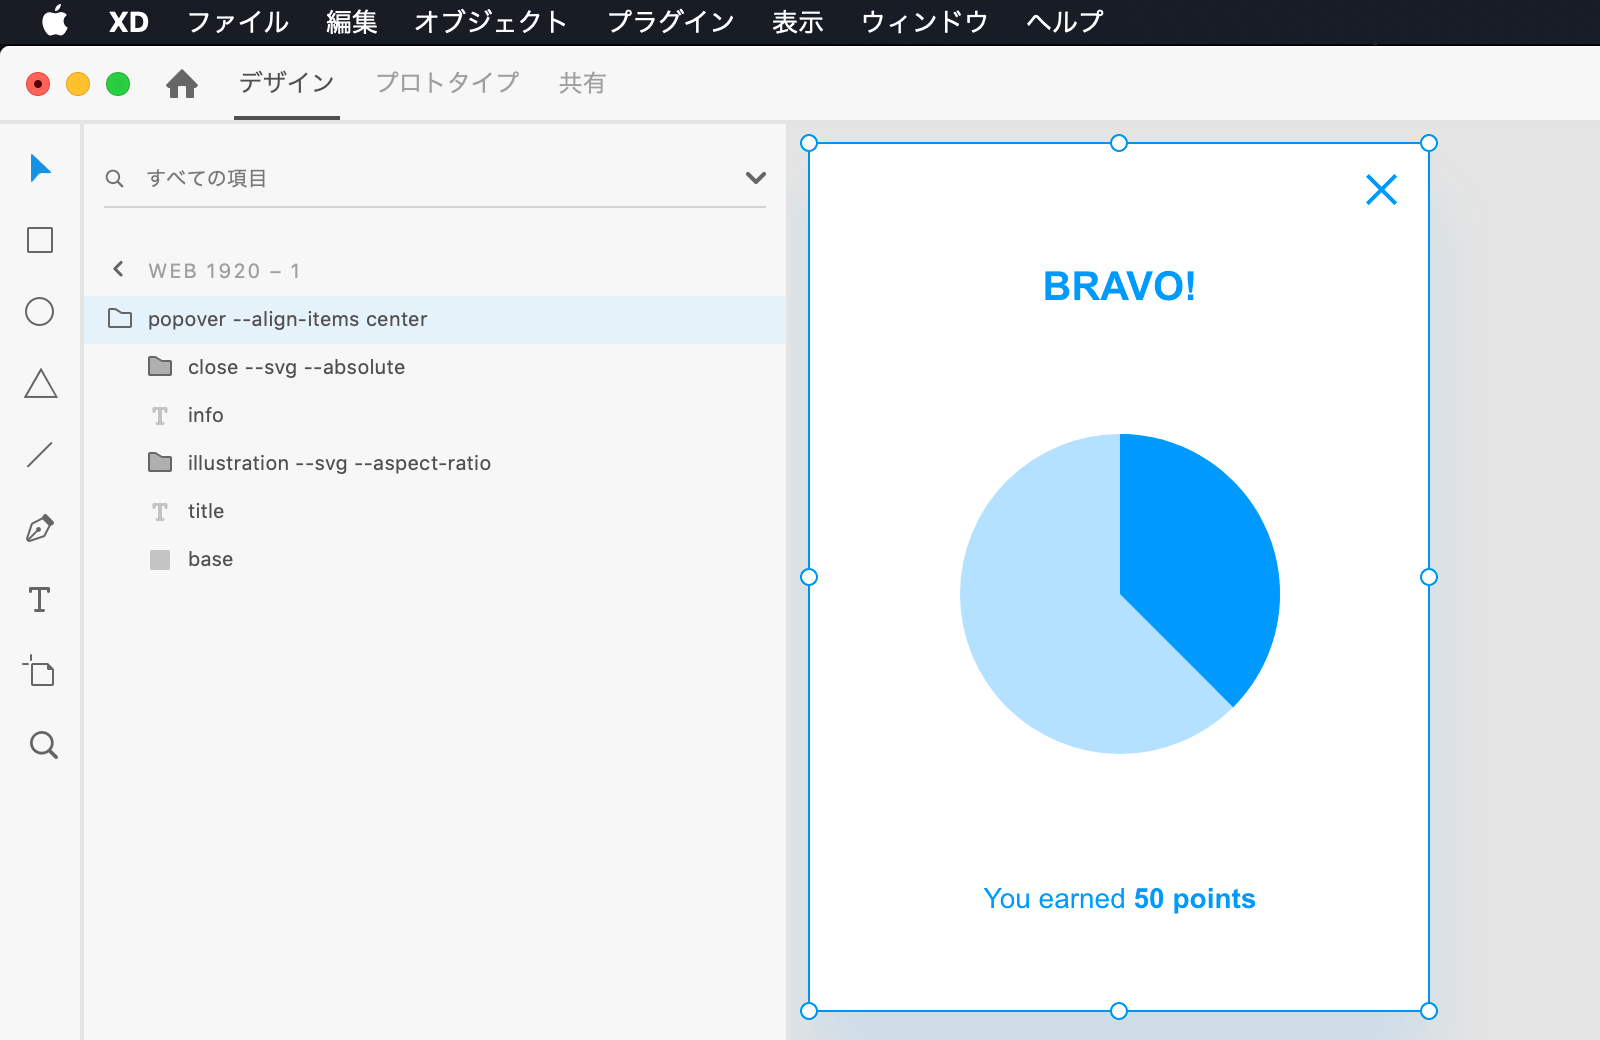 XD ファイル 編集 オブジェクト プラグイン 表示 ウィンドウ ヘルプ
デザイン プロトタイプ 共有
すべての項目
WEB 1920 – 1
popover --align-items center
close --svg --absolute
info
illustration --svg --aspect-ratio
title
base
BRAVO!
You earned 50 points